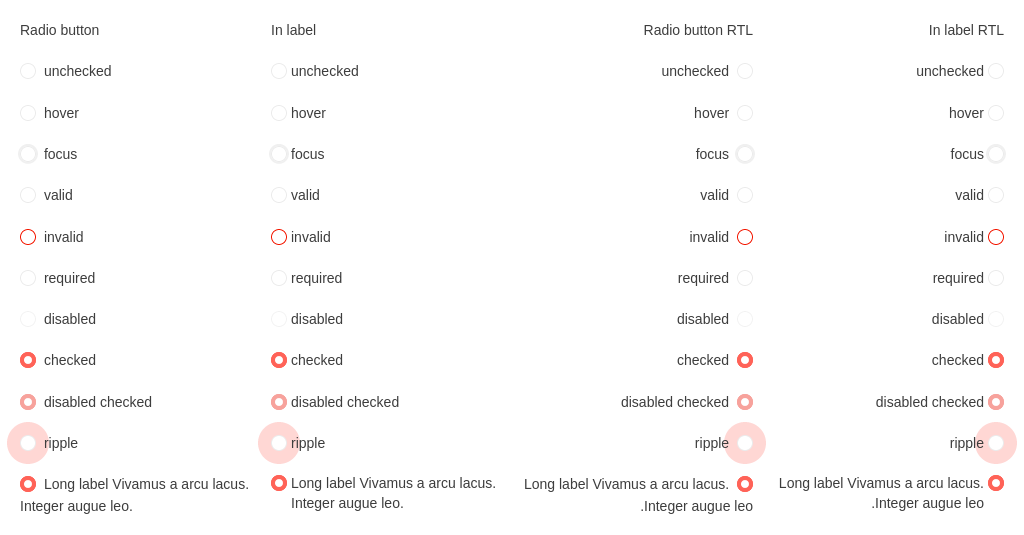 Radio button
unchecked
hover
focus
valid
invalid
required
disabled
checked
disabled checked
ripple
Long label Vivamus a arcu lacus.
Integer augue leo.
In label
unchecked
hover
focus
valid
invalid
required
disabled
checked
disabled checked
ripple
Long label Vivamus a arcu lacus.
Integer augue leo.
Radio button RTL
unchecked
hover
focus
valid
invalid
required
disabled
checked
disabled checked
ripple
Long label Vivamus a arcu lacus.
.Integer augue leo
In label RTL
unchecked
hover
focus
valid
invalid
required
disabled
checked
disabled checked
ripple
Long label Vivamus a arcu lacus.
.Integer augue leo